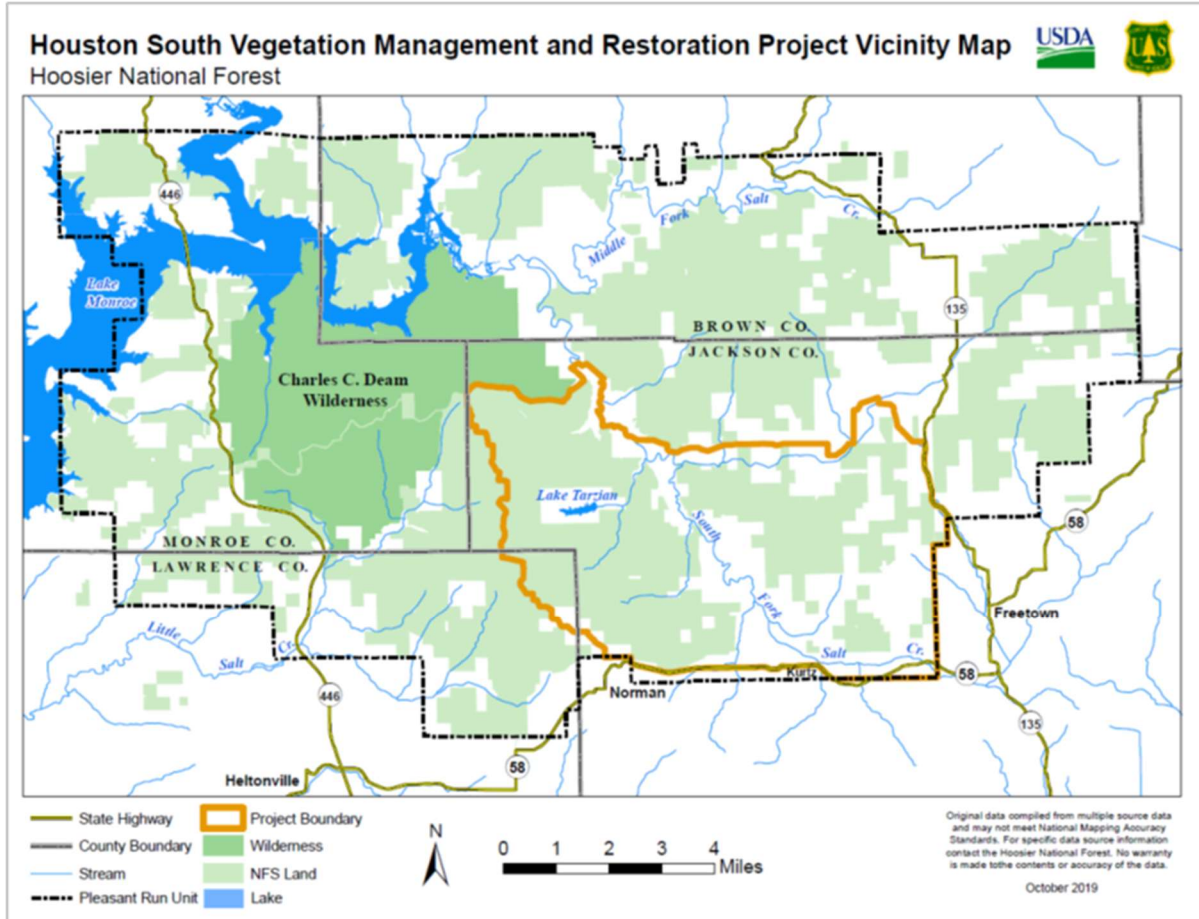 Houston South Vegetation Management and Restoration Project Vicinity Map
Hoosier National Forest
USDA
U S
446
Lake
Monroe
Middle
Fork
Salt
Cr.
135
BROWN CO.
JACKSON CO.
Charles C. Deam
Wilderness
Lake Tarzian
South
Fork
Salt
Cr.
58
MONROE CO.
LAWRENCE CO.
Little
Salt
Cr.
Freetown
446
Norman
Kurtz
58
135
58
Heltonville
State Highway
County Boundary
Stream
Pleasant Run Unit
Project Boundary
Wilderness
NFS Land
Lake
N
0 1 2 3 4
Miles
Original data compiled from multiple source data
and may not meet National Mapping Accuracy
Standards. For specific data source information
contact the Hoosier National Forest. No warranty
is made tothe contents or accuracy of the data.
October 2019